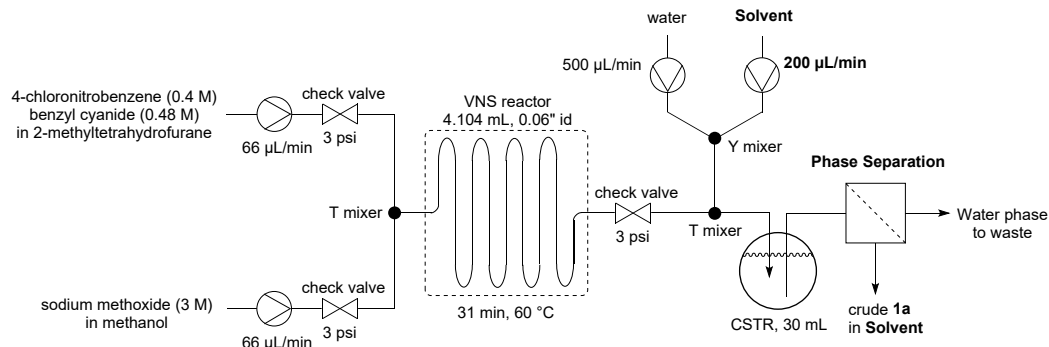 water
Solvent
500 µL/min
200 µL/min
4-chloronitrobenzene (0.4 M)
benzyl cyanide (0.48 M)
in 2-methyltetrahydrofurane
66 µL/min
check valve
3 psi
VNS reactor
4.104 mL, 0.06" id
Y mixer
Phase Separation
T mixer
check valve
3 psi
T mixer
Water phase
to waste
sodium methoxide (3 M)
in methanol
66 µL/min
check valve
3 psi
31 min, 60 °C
CSTR, 30 mL
crude 1a
in Solvent